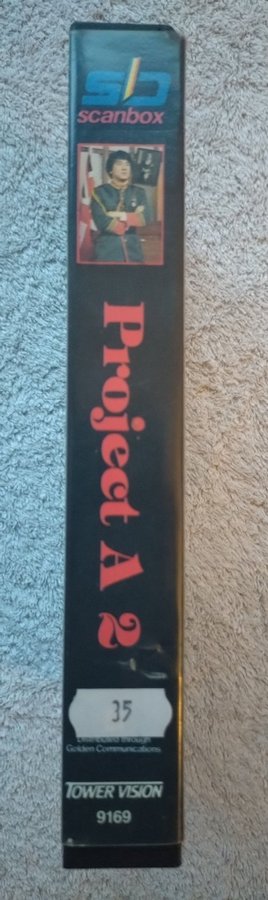 sb
scanbox
Project A 2
35
Distributed through
Golden Communications
TOWER VISION
9169